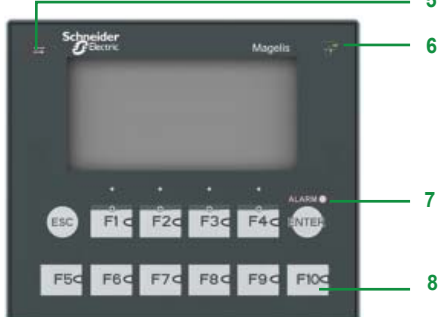 5
Schneider
Electric
Magelis
6
ALARM
7
ESC F1 F2 F3 F4 ENTER
F5 F6 F7 F8 F9 F10
8